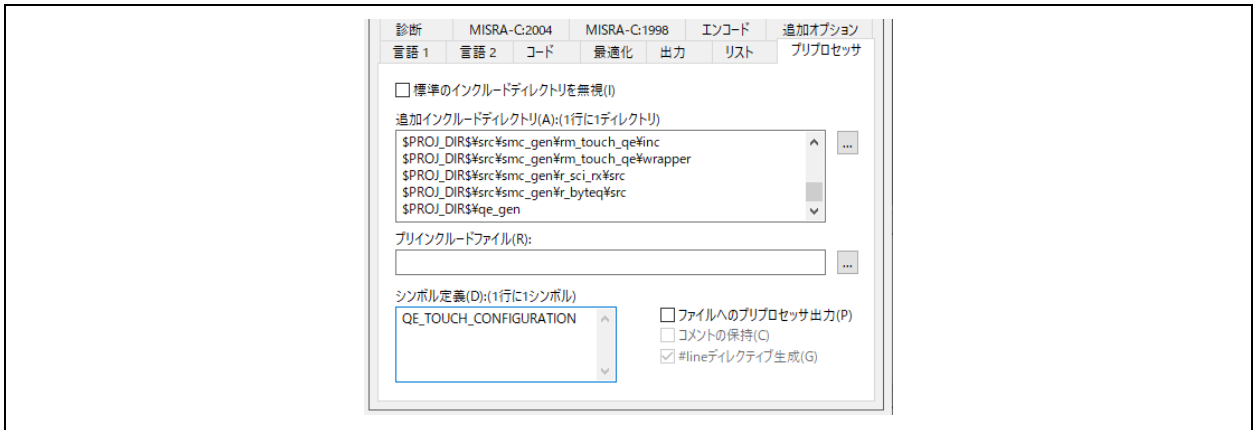 診断 MISRA-C:2004 MISRA-C:1998 エンコード 追加オプション
言語 1 言語 2 コード 最適化 出力 リスト プリプロセッサ
標準のインクルードディレクトリを無視(I)
追加インクルードディレクトリ(A):(1行に1ディレクトリ)
$PROJ_DIR$¥src¥smc_gen¥rm_touch_qe¥inc
...
$PROJ_DIR$¥src¥smc_gen¥rm_touch_qe¥wrapper
$PROJ_DIR$¥src¥smc_gen¥r_sci_rx¥src
$PROJ_DIR$¥src¥smc_gen¥r_byteq¥src
$PROJ_DIR$¥qe_gen
プリインクルードファイル(R):
...
シンボル定義(D):(1行に1シンボル)
QE_TOUCH_CONFIGURATION
ファイルへのプリプロセッサ出力(P)
コメントの保持(C)
#lineディレクティブ生成(G)